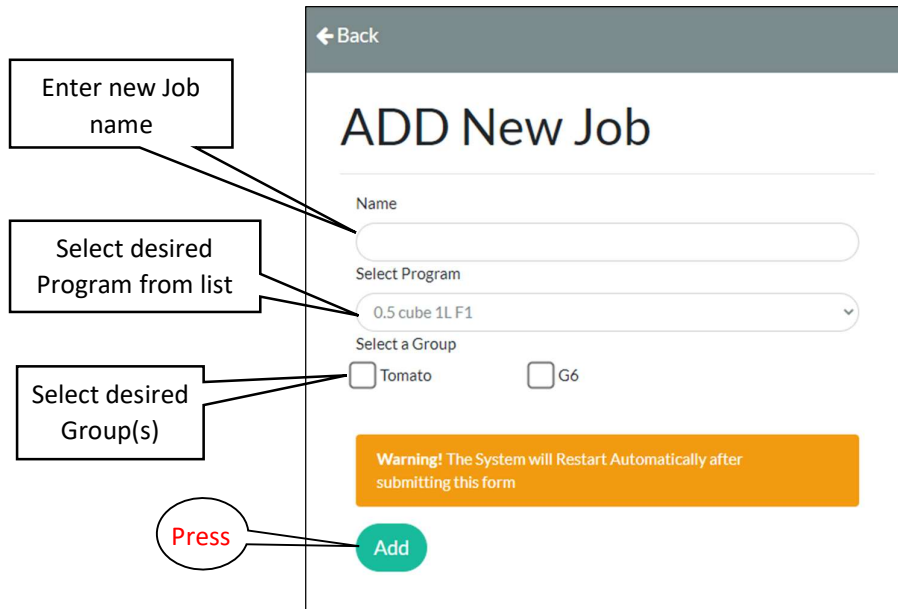 Back
Enter new Job
name
ADD New Job
Name
Select desired
Program from list
Select Program
0.5 cube 1L F1
Select a Group
Tomato
G6
Select desired
Group(s)
Warning! The System will Restart Automatically after
submitting this form
Press
Add